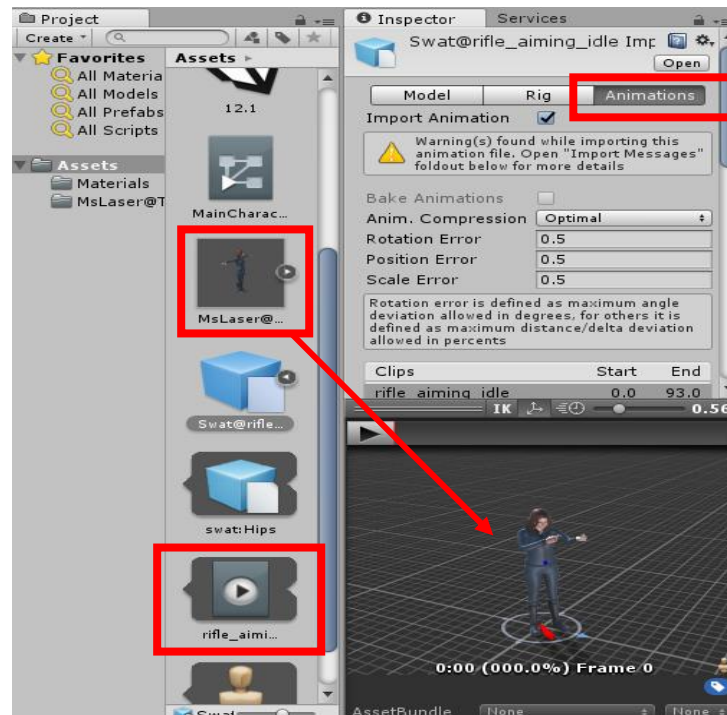 Project
Create
Favorites
All Materia
All Models
All Prefabs
All Scripts
Assets
Materials
MsLaser@T
Assets
12.1
MainCharac...
MsLaser@...
Swat@rifle...
swat:Hips
rifle_aimi...
Swat
Inspector Services
Swat@rifle_aiming_idle Imp
Open
Model Rig Animations
Import Animation
Warning(s) found while importing this
animation file. Open "Import Messages"
foldout below for more details
Bake Animations
Anim. Compression Optimal
Rotation Error 0.5
Position Error 0.5
Scale Error 0.5
Rotation error is defined as maximum angle
deviation allowed in degrees, for others it is
defined as maximum distance/delta deviation
allowed in percents
Clips Start End
rifle_aiming_idle 0.0 93.0
IK 0.56
0:00 (000.0%) Frame 0
AssetBundle None None